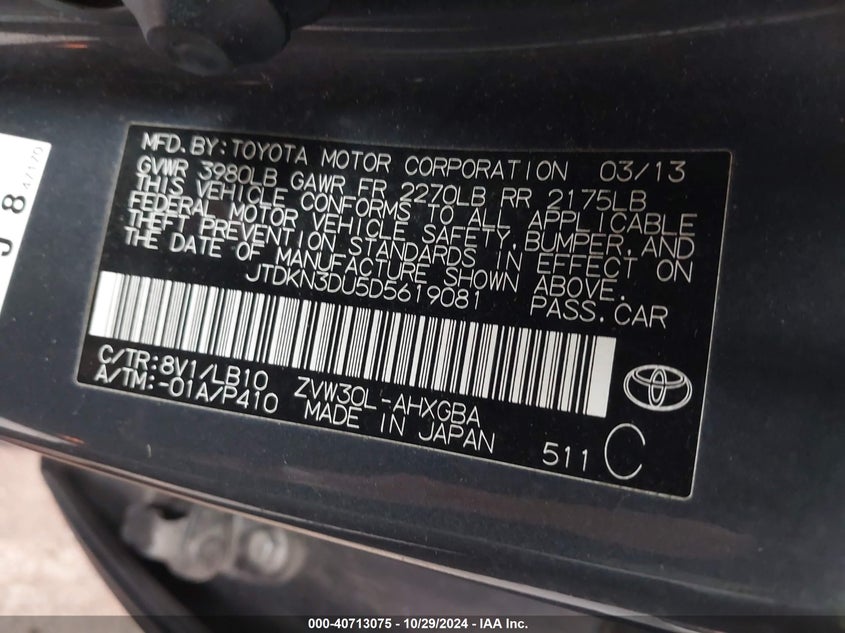 MFD. BY: TOYOTA MOTOR CORPORATION 03/13
GVWR 3980LB GAWR FR 2270LB RR 2175LB
THIS VEHICLE CONFORMS TO ALL APPLICABLE
FEDERAL MOTOR VEHICLE SAFETY, BUMPER, AND
THEFT PREVENTION STANDARDS IN EFFECT ON
THE DATE OF MANUFACTURE SHOWN ABOVE.
JTDKN3DU5D5619081 PASS. CAR
C/TR:8V1/LB10 ZVW30L-AHXGBA
A/TM:-01A/P410 MADE IN JAPAN
511 C
J 8
000-40713075 - 10/29/2024 - IAA Inc.